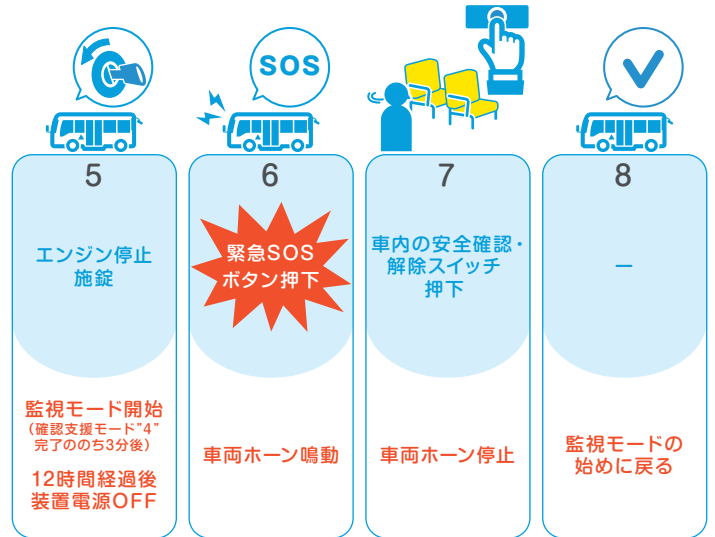 SOS
5
エンジン停止
施錠
監視モード開始
（確認支援モード"4"
完了ののち3分後）
12時間経過後
装置電源OFF
6
緊急SOS
ボタン押下
車両ホーン鳴動
7
車内の安全確認・
解除スイッチ
押下
車両ホーン停止
8
－
監視モードの
始めに戻る